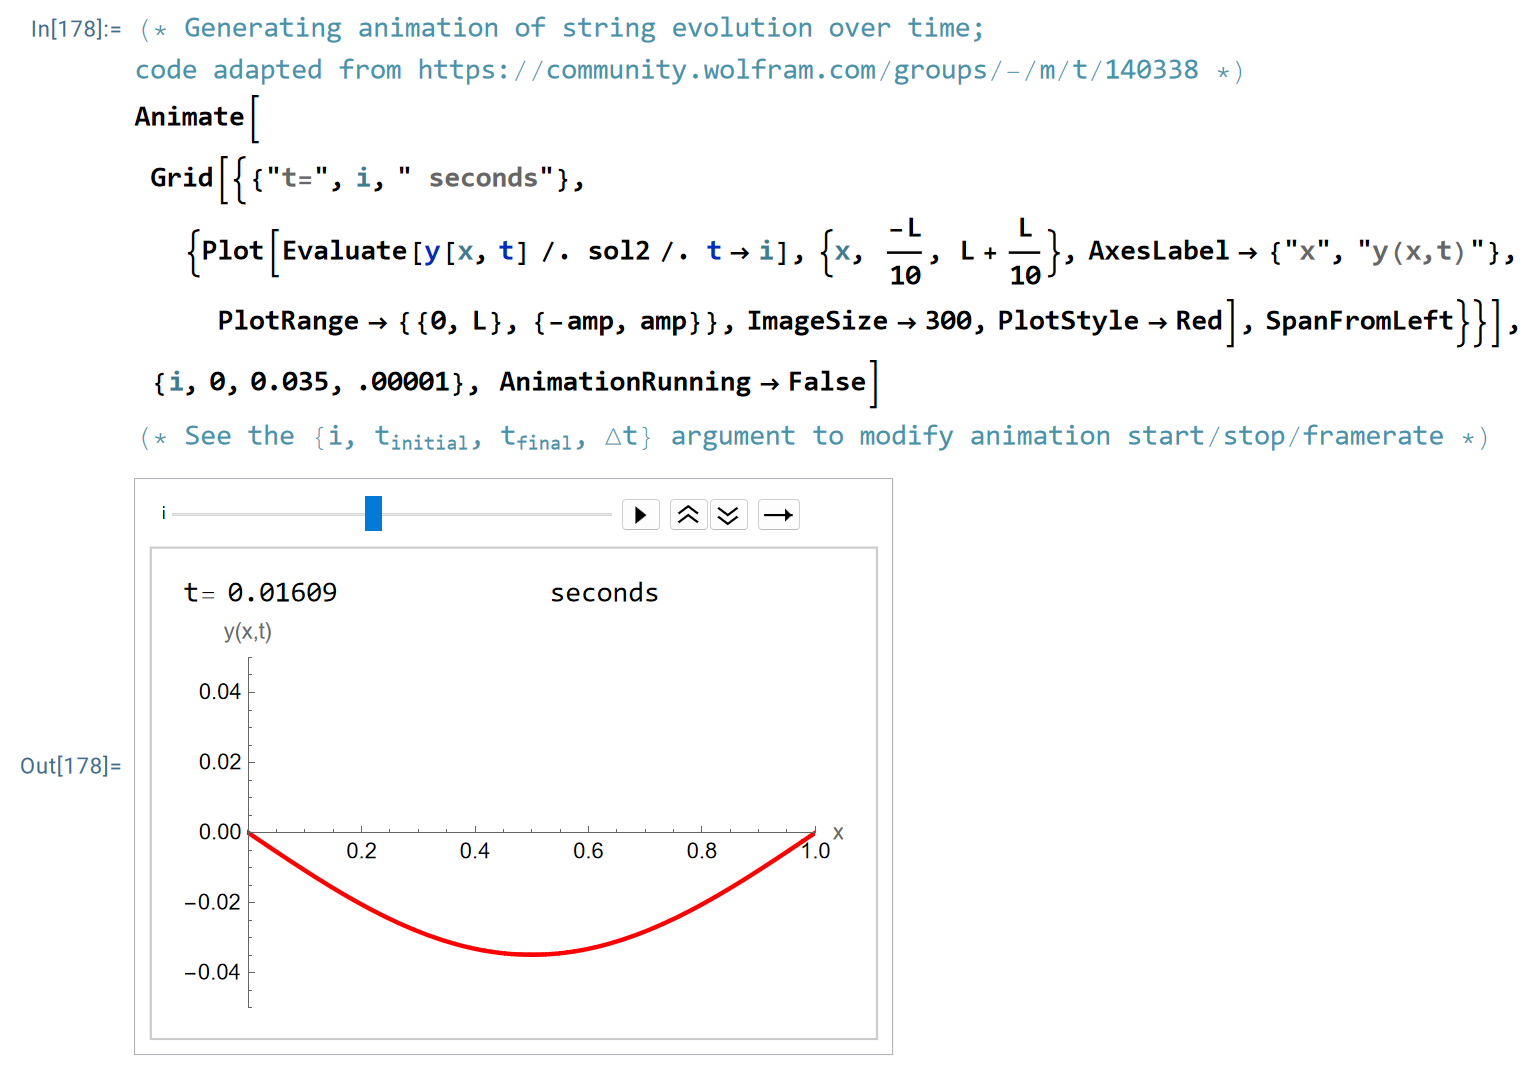 In[178]:= (* Generating animation of string evolution over time;
code adapted from https://community.wolfram.com/groups/-/m/t/140338 *)
Animate[
Grid[{{"t=", i, " seconds"},
{Plot[Evaluate[y[x, t] /. sol2 /. t → i], {x, -L/10, L + L/10}, AxesLabel → {"x", "y(x,t)"},
PlotRange → {{0, L}, {-amp, amp}}, ImageSize → 300, PlotStyle → Red], SpanFromLeft}}],
{i, 0, 0.035, .00001}, AnimationRunning → False]
(* See the {i, t_initial, t_final, Δt} argument to modify animation start/stop/framerate *)
i
t= 0.01609 seconds
y(x,t)
0.04
0.02
Out[178]=
0.00 x
0.2 0.4 0.6 0.8 1.0
-0.02
-0.04